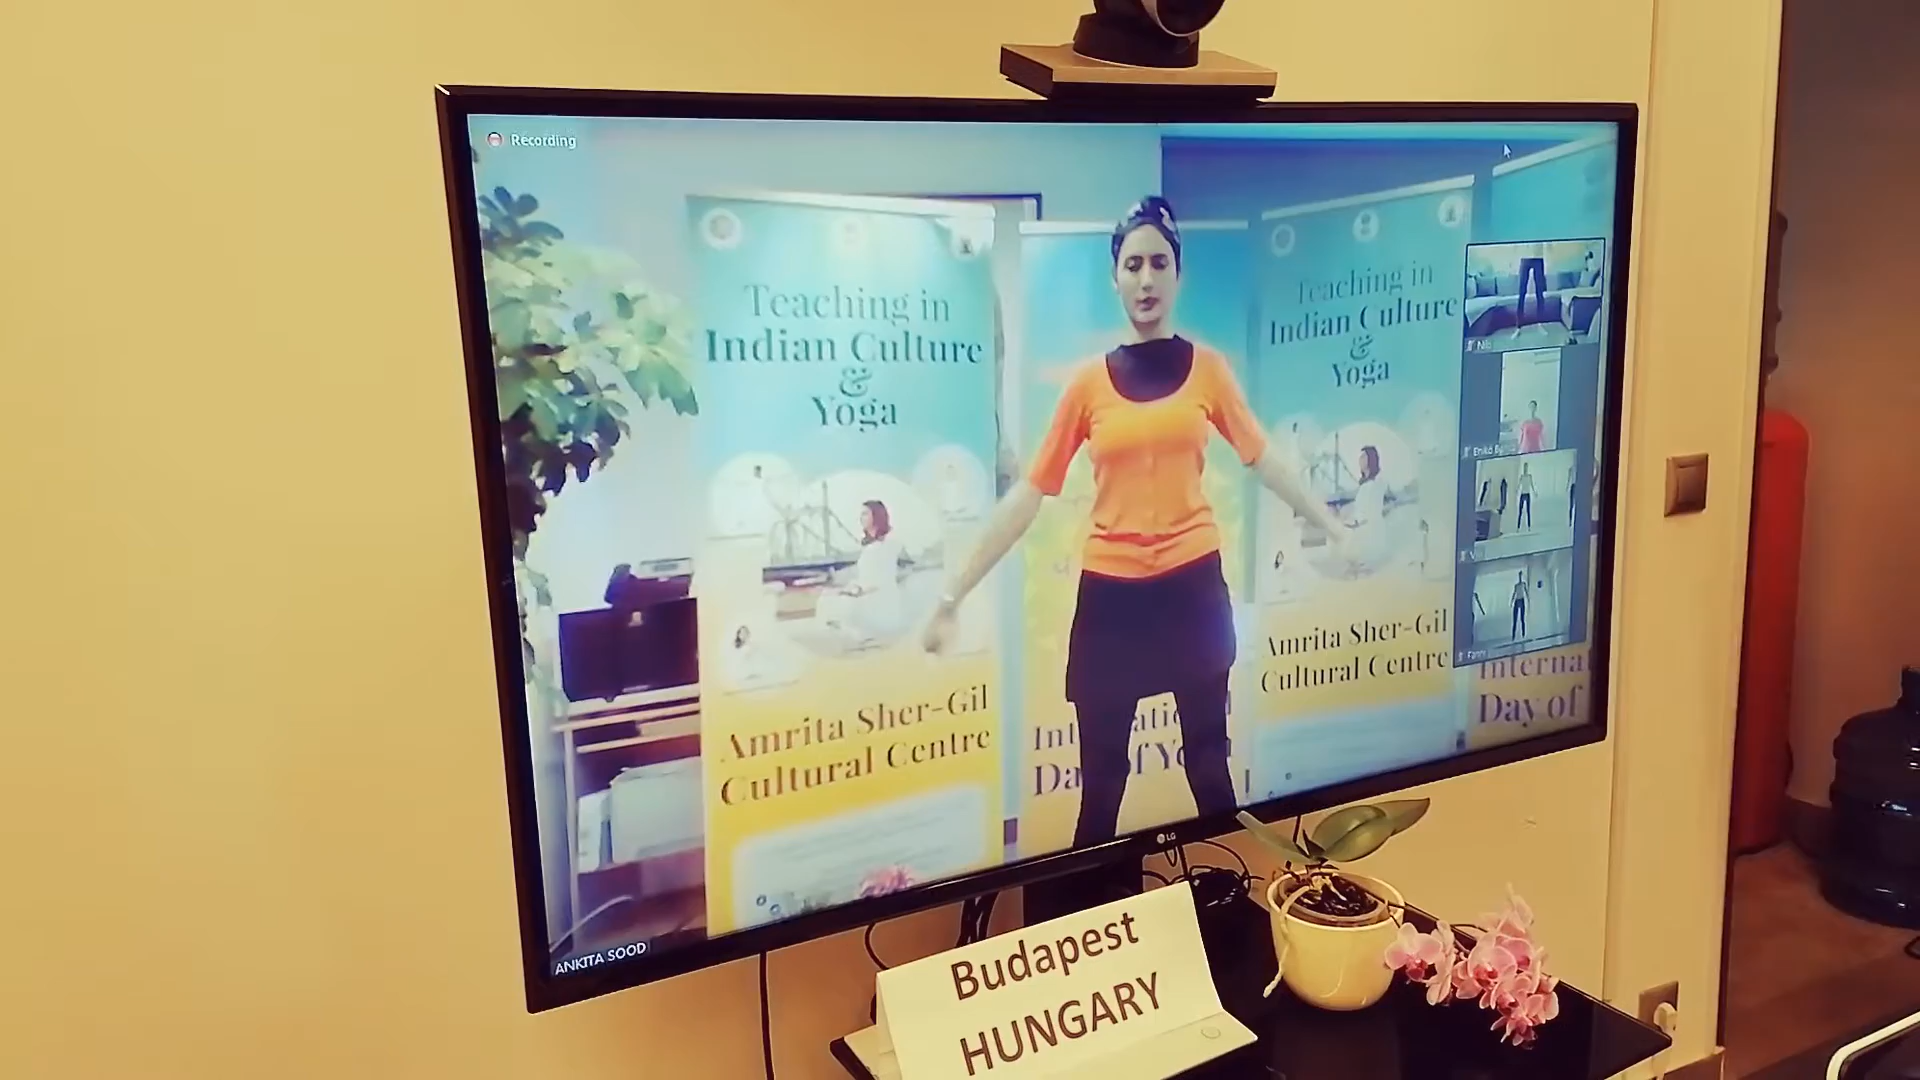 Recording
Teaching in
Indian Culture
&
Yoga
Amrita Sher-Gil
Cultural Centre
Teaching in
Indian Culture
&
Yoga
Amrita Sher-Gil
Cultural Centre
Day of
ANKITA SOOD
LG
Budapest
HUNGARY